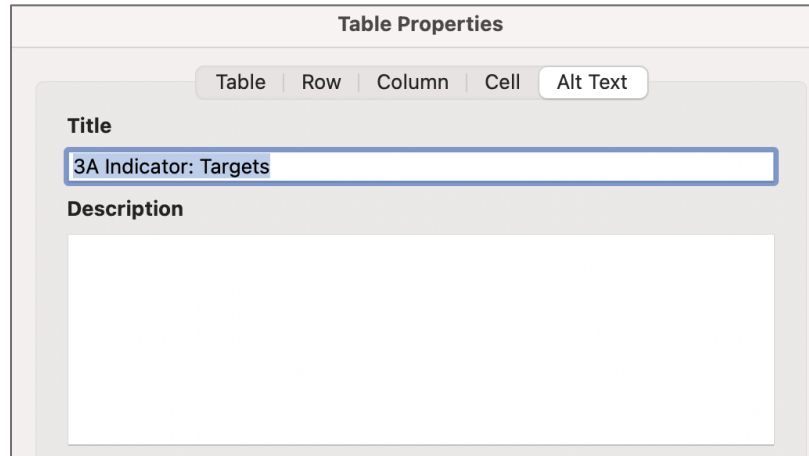 Table Properties
Table Row Column Cell Alt Text
Title
3A Indicator: Targets
Description